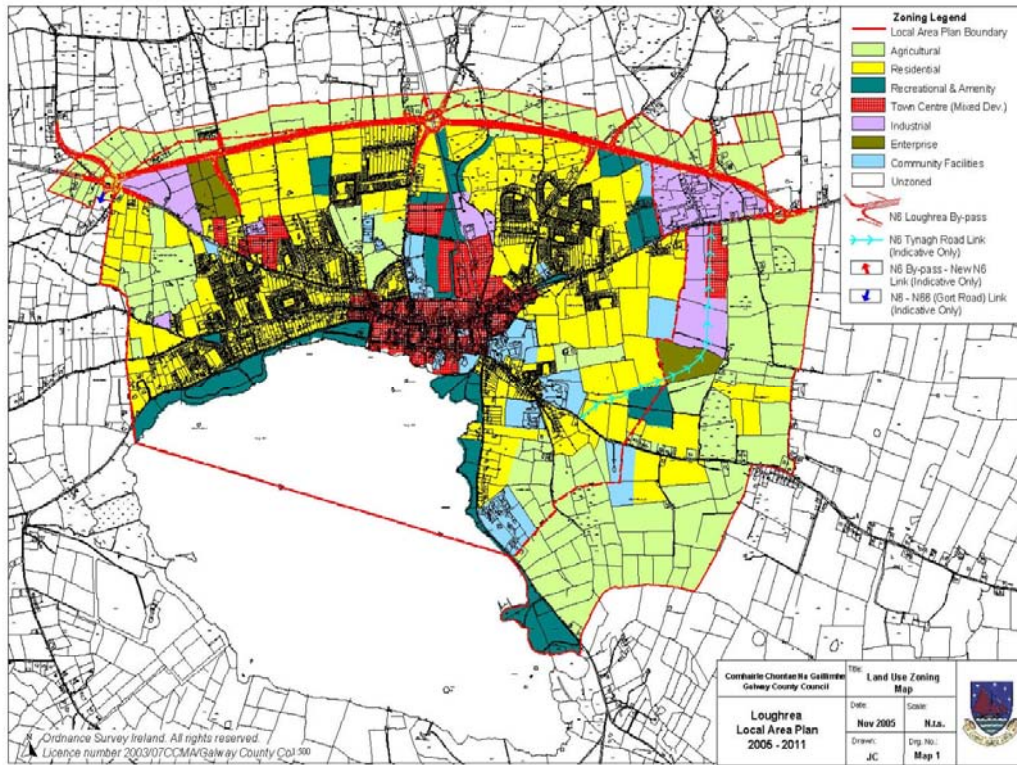 Zoning Legend
Local Area Plan Boundary
Agricultural
Residential
Recreational & Amenity
Town Centre (Mixed Dev.)
Industrial
Enterprise
Community Facilities
Unzoned
N6 Loughrea By-pass
N6 Tynagh Road Link
(Indicative Only)
N6 By-pass - New N6
Link (Indicative Only)
N6 - N66 (Gort Road) Link
(Indicative Only)
Comhairle Chontae Na Gaillimhe
Galway County Council
Loughrea
Local Area Plan
2005 - 2011
Title:
Land Use Zoning
Map
Date:
Nov 2005
Scale:
N.t.s.
Drawn:
JC
Drg. No.:
Map 1
N
Ordnance Survey Ireland. All rights reserved.
Licence number 2003/07CCMA/Galway County Co